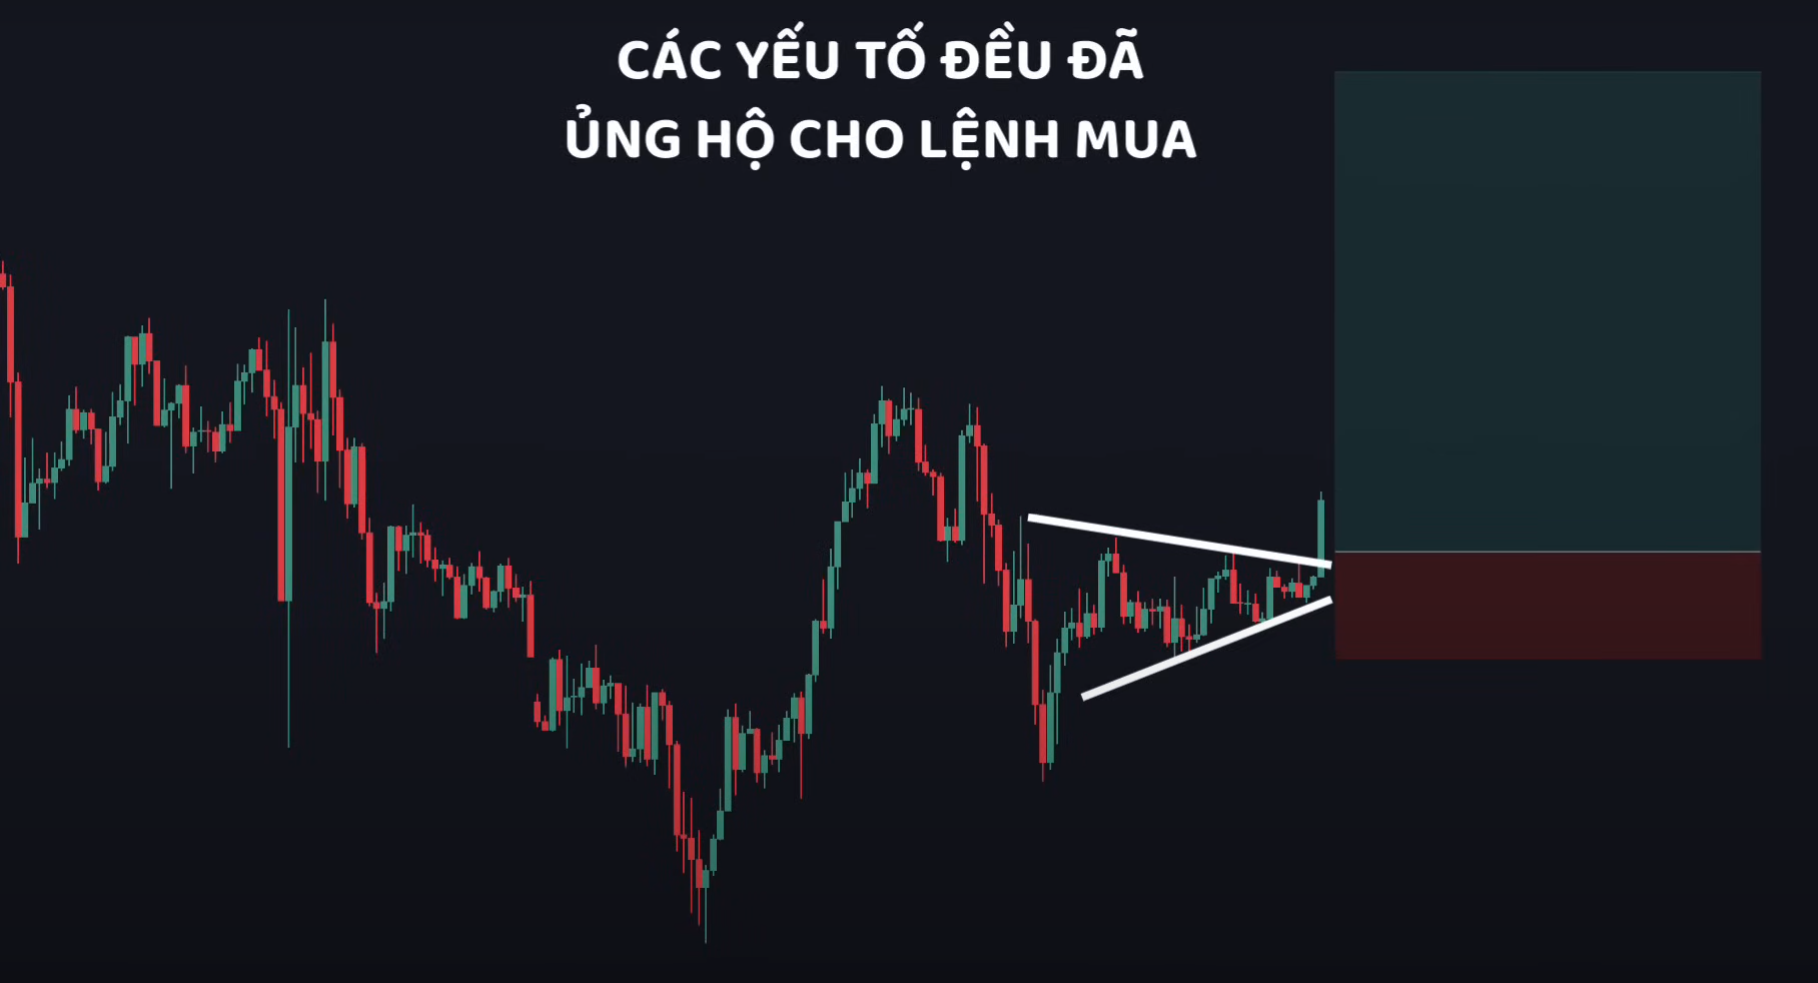 CÁC YẾU TỐ ĐỀU ĐÃ
ỦNG HỘ CHO LỆNH MUA